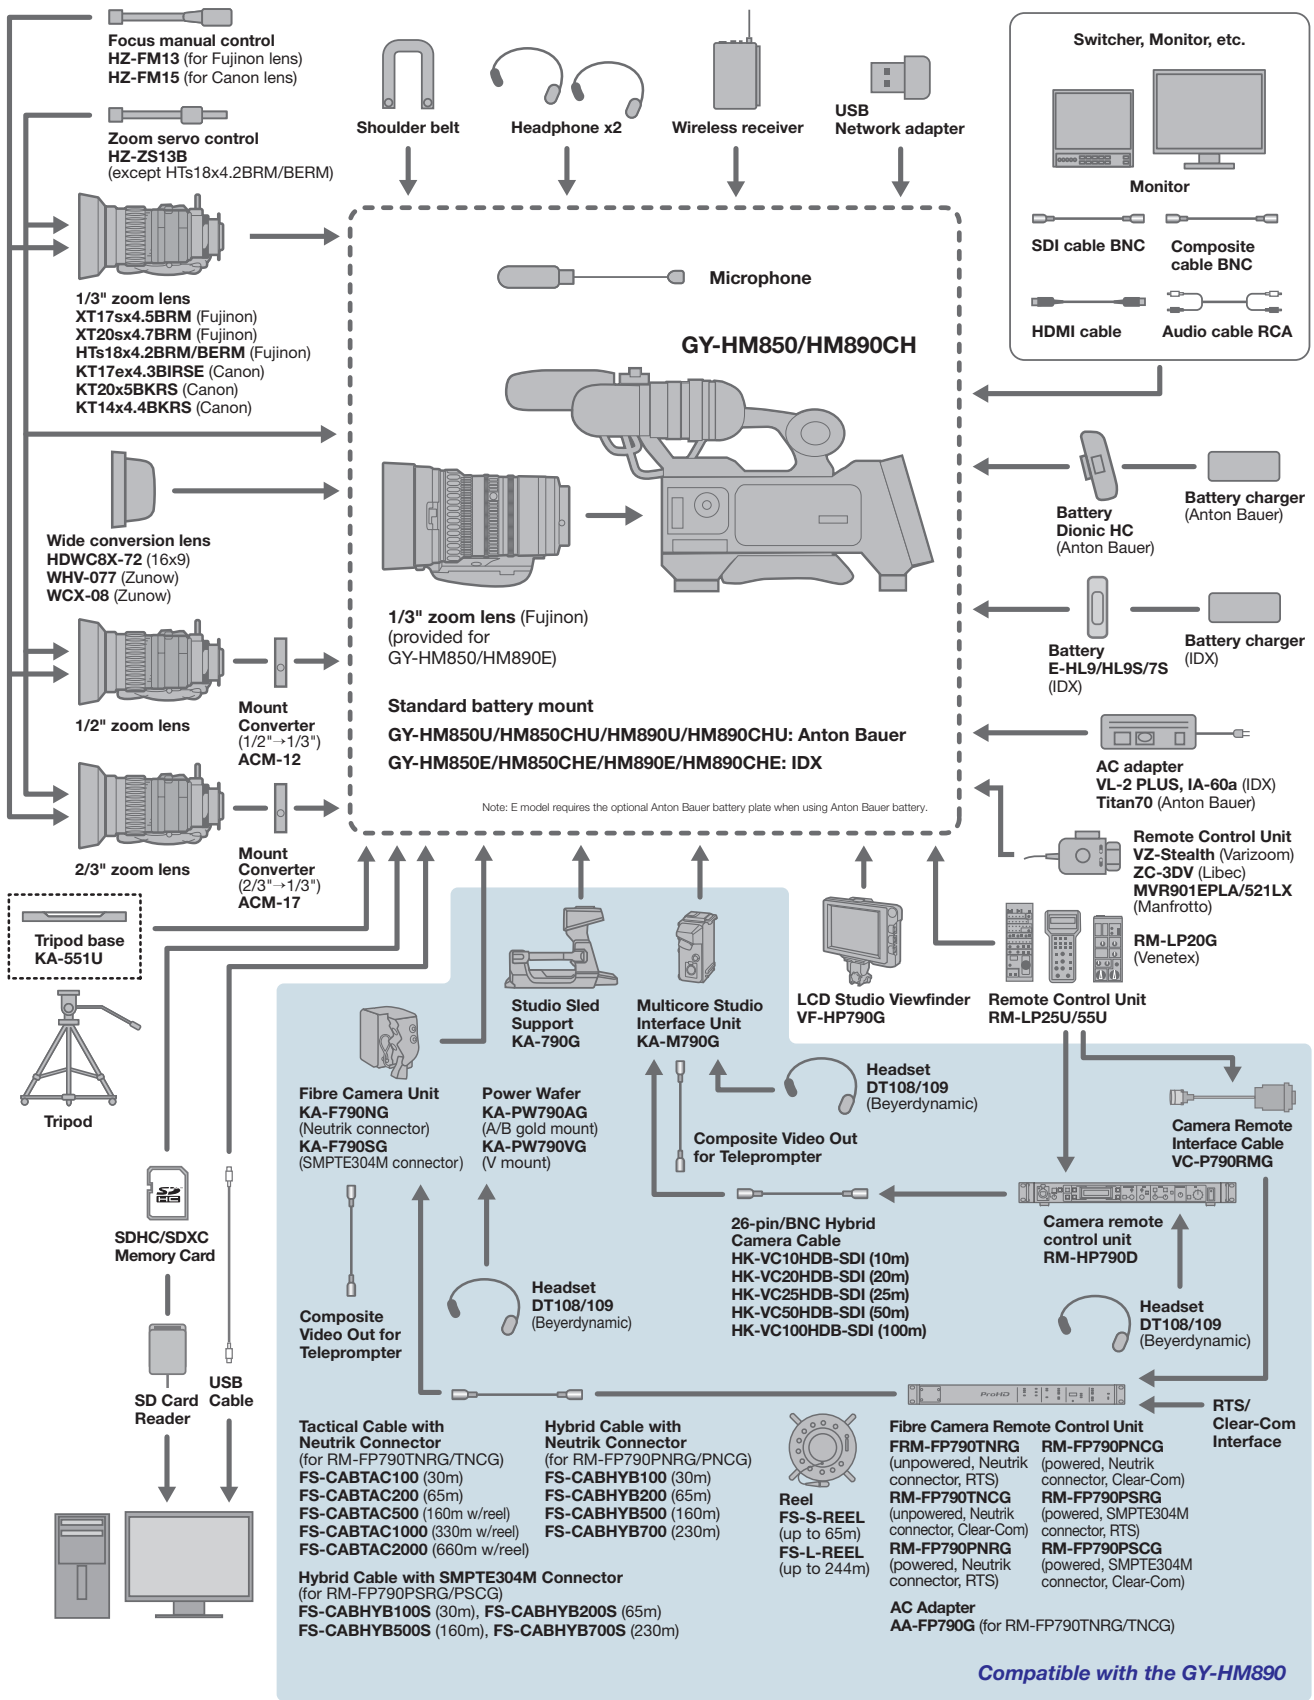 Focus manual control
HZ-FM13 (for Fujinon lens)
HZ-FM15 (for Canon lens)
Zoom servo control
HZ-ZS13B
(except HTs18x4.2BRM/BERM)
1/3" zoom lens
XT17sx4.5BRM (Fujinon)
XT20sx4.7BRM (Fujinon)
HTs18x4.2BRM/BERM (Fujinon)
KT17ex4.3BIRSE (Canon)
KT20x5BKRS (Canon)
KT14x4.4BKRS (Canon)
Wide conversion lens
HDWC8X-72 (16x9)
WHV-077 (Zunow)
WCX-08 (Zunow)
1/2" zoom lens
Mount
Converter
(1/2"→1/3")
ACM-12
2/3" zoom lens
Mount
Converter
(2/3"→1/3")
ACM-17
Tripod base
KA-551U
Tripod
Shoulder belt
Headphone x2
Wireless receiver
USB
Network adapter
Switcher, Monitor, etc.
Monitor
SDI cable BNC
Composite
cable BNC
HDMI cable
Audio cable RCA
Microphone
GY-HM850/HM890CH
1/3" zoom lens (Fujinon)
(provided for
GY-HM850/HM890E)
Standard battery mount
GY-HM850U/HM850CHU/HM890U/HM890CHU: Anton Bauer
GY-HM850E/HM850CHE/HM890E/HM890CHE: IDX
Note: E model requires the optional Anton Bauer battery plate when using Anton Bauer battery.
Battery
Dionic HC
(Anton Bauer)
Battery charger
(Anton Bauer)
Battery
E-HL9/HL9S/7S
(IDX)
Battery charger
(IDX)
AC adapter
VL-2 PLUS, IA-60a (IDX)
Titan70 (Anton Bauer)
Remote Control Unit
VZ-Stealth (Varizoom)
ZC-3DV (Libec)
MVR901EPLA/521LX
(Manfrotto)
RM-LP20G
(Venetex)
Remote Control Unit
RM-LP25U/55U
LCD Studio Viewfinder
VF-HP790G
Studio Sled
Support
KA-790G
Multicore Studio
Interface Unit
KA-M790G
Headset
DT108/109
(Beyerdynamic)
Composite Video Out
for Teleprompter
Camera Remote
Interface Cable
VC-P790RMG
Fibre Camera Unit
KA-F790NG
(Neutrik connector)
KA-F790SG
(SMPTE304M connector)
Power Wafer
KA-PW790AG
(A/B gold mount)
KA-PW790VG
(V mount)
SDHC/SDXC
Memory Card
SD Card
Reader
USB
Cable
Composite
Video Out for
Teleprompter
Headset
DT108/109
(Beyerdynamic)
26-pin/BNC Hybrid
Camera Cable
HK-VC10HDB-SDI (10m)
HK-VC20HDB-SDI (20m)
HK-VC25HDB-SDI (25m)
HK-VC50HDB-SDI (50m)
HK-VC100HDB-SDI (100m)
Camera remote
control unit
RM-HP790D
Headset
DT108/109
(Beyerdynamic)
ProHD
RTS/
Clear-Com
Interface
Tactical Cable with
Neutrik Connector
(for RM-FP790TNRG/TNCG)
FS-CABTAC100 (30m)
FS-CABTAC200 (65m)
FS-CABTAC500 (160m w/reel)
FS-CABTAC1000 (330m w/reel)
FS-CABTAC2000 (660m w/reel)
Hybrid Cable with
Neutrik Connector
(for RM-FP790PNRG/PNCG)
FS-CABHYB100 (30m)
FS-CABHYB200 (65m)
FS-CABHYB500 (160m)
FS-CABHYB700 (230m)
Hybrid Cable with SMPTE304M Connector
(for RM-FP790PSRG/PSCG)
FS-CABHYB100S (30m), FS-CABHYB200S (65m)
FS-CABHYB500S (160m), FS-CABHYB700S (230m)
Reel
FS-S-REEL
(up to 65m)
FS-L-REEL
(up to 244m)
Fibre Camera Remote Control Unit
FRM-FP790TNRG
(unpowered, Neutrik
connector, RTS)
RM-FP790TNCG
(unpowered, Neutrik
connector, Clear-Com)
RM-FP790PNRG
(powered, Neutrik
connector, RTS)
RM-FP790PNCG
(powered, Neutrik
connector, Clear-Com)
RM-FP790PSRG
(powered, SMPTE304M
connector, RTS)
RM-FP790PSCG
(powered, SMPTE304M
connector, Clear-Com)
AC Adapter
AA-FP790G (for RM-FP790TNRG/TNCG)
Compatible with the GY-HM890